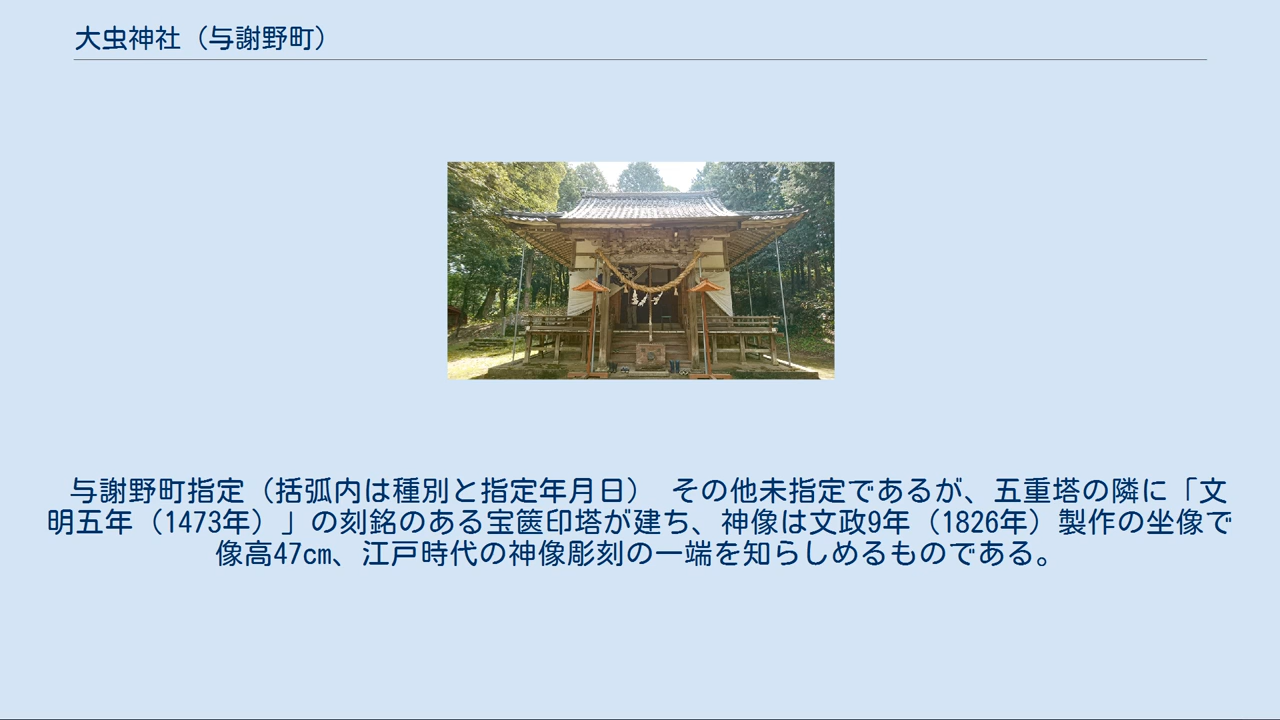 大虫神社（与謝野町）
与謝野町指定（括弧内は種別と指定年月日）　その他未指定であるが、五重塔の隣に「文
明五年（1473年）」の刻銘のある宝篋印塔が建ち、神像は文政9年（1826年）製作の坐像で
像高47cm、江戸時代の神像彫刻の一端を知らしめるものである。